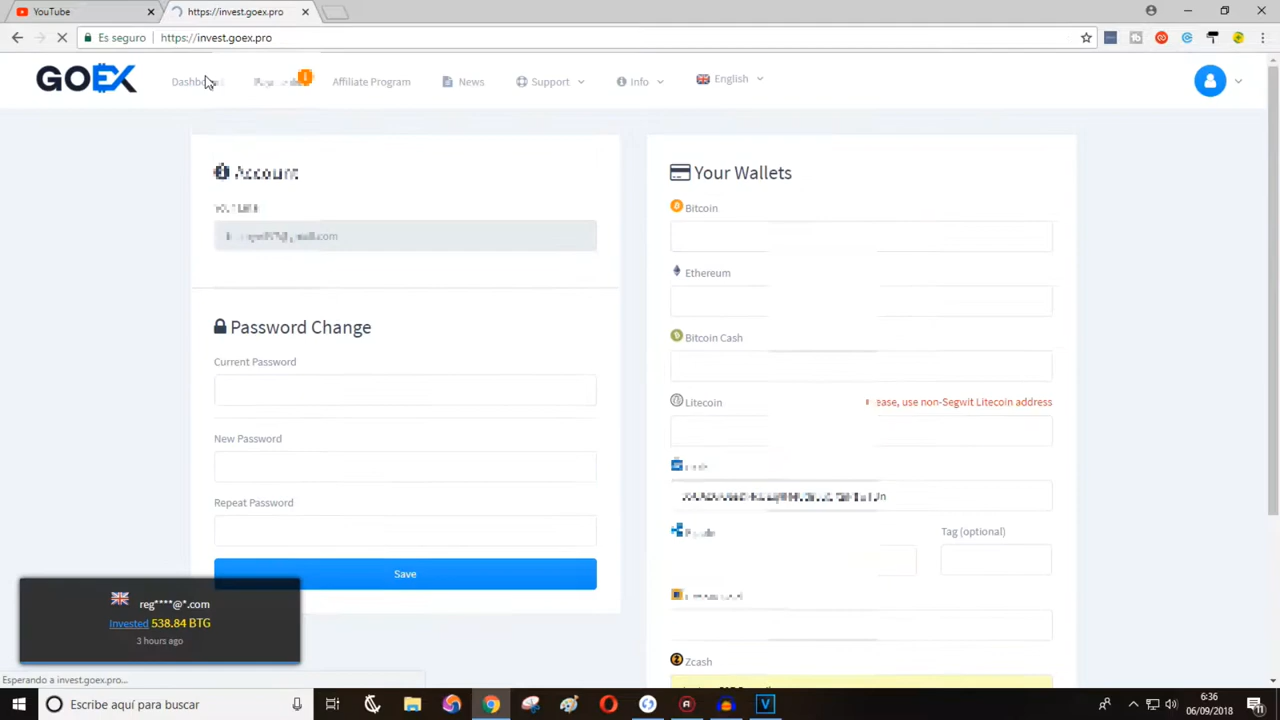 YouTube
https://invest.goex.pro
Es seguro https://invest.goex.pro
GOEX
Affiliate Program
News
Support
Info
English
Account
.com
Password Change
Current Password
New Password
Repeat Password
Save
Your Wallets
Bitcoin
Ethereum
Bitcoin Cash
Litecoin
ease, use non-Segwit Litecoin address
Tag (optional)
Zcash
reg****@*.com
Invested 538.84 BTG
3 hours ago
Esperando a invest.goex.pro...
Escribe aquí para buscar
6:36
06/09/2018